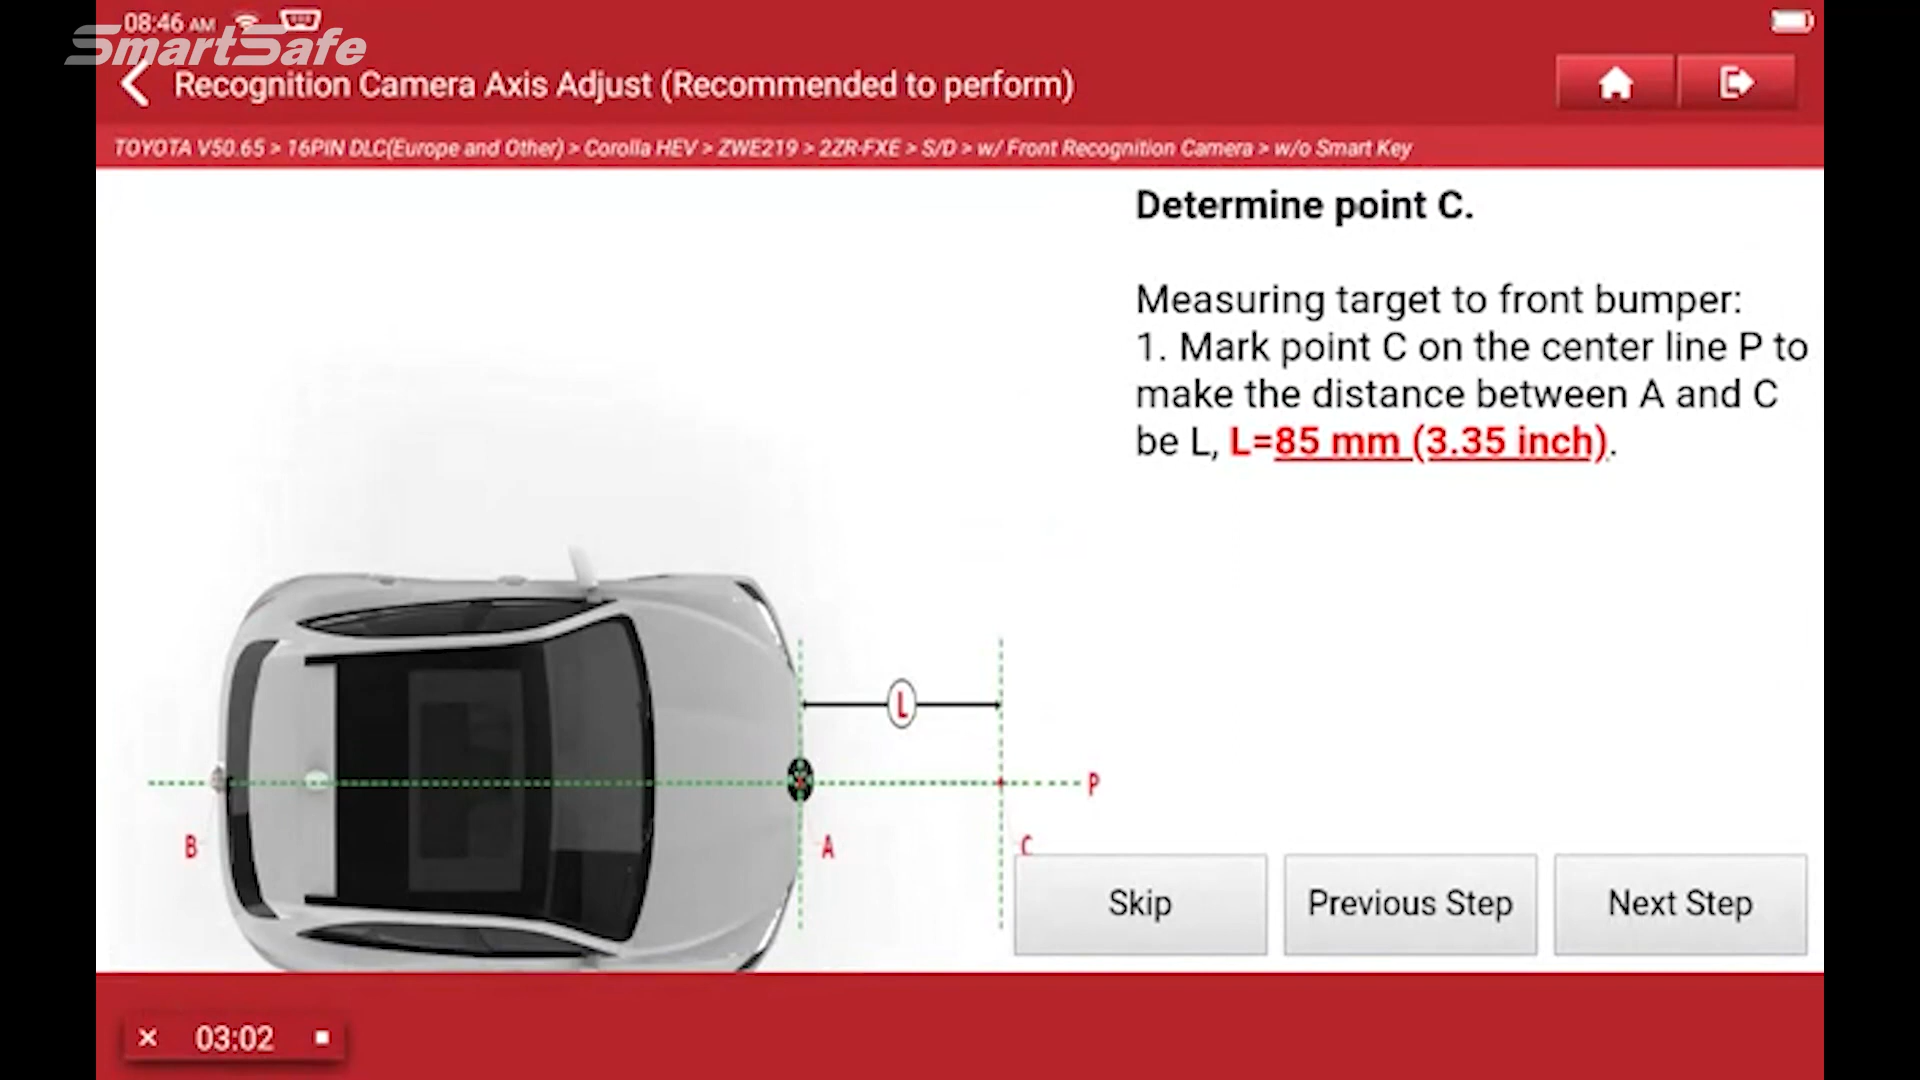 08:46 AM
SmartSafe
Recognition Camera Axis Adjust (Recommended to perform)
TOYOTA V50.65 > 16PIN DLC(Europe and Other) > Corolla HEV > ZWE219 > 2ZR-FXE > S/D > w/ Front Recognition Camera > w/o Smart Key
Determine point C.
Measuring target to front bumper:
1. Mark point C on the center line P to
make the distance between A and C
be L, L=85 mm (3.35 inch).
L
P
B
A
C
Skip
Previous Step
Next Step
03:02